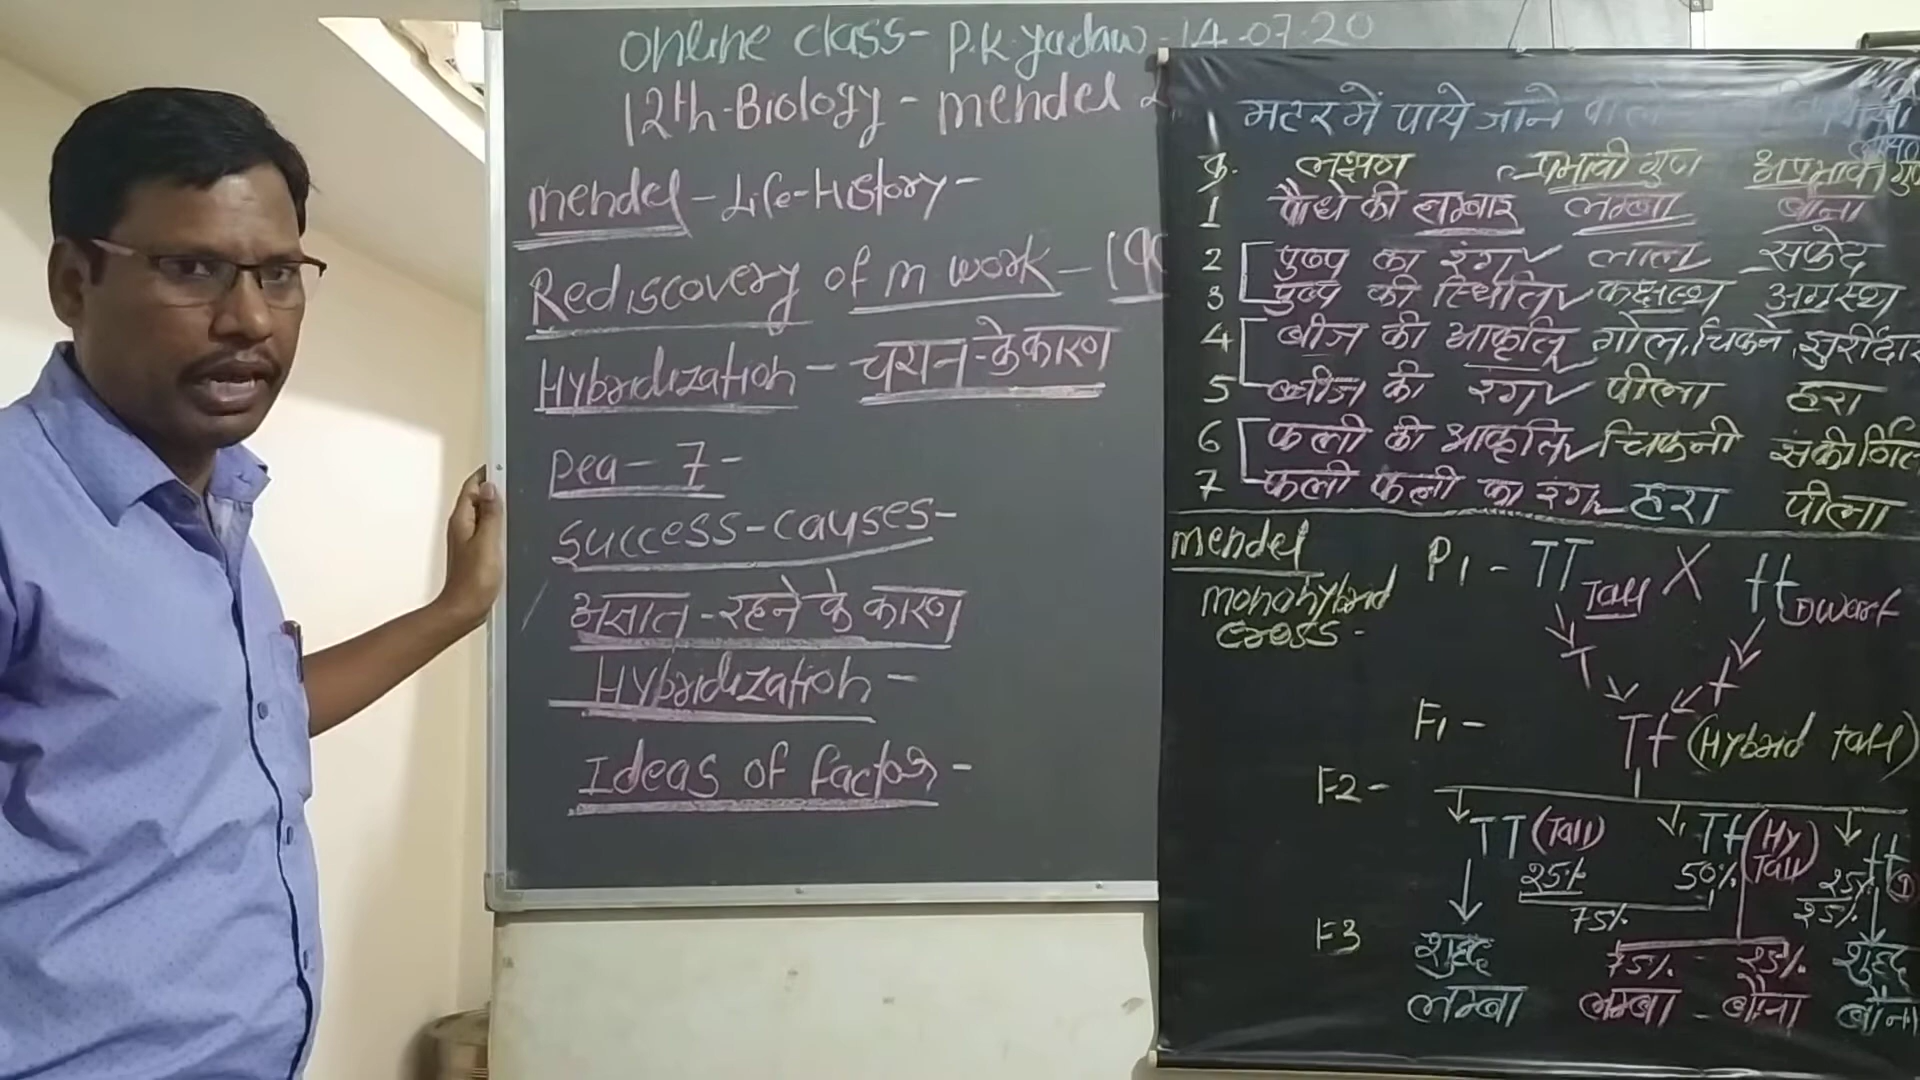 Online class- P.K.yadaw-14-07-20
12th-Biology - mendel
mendel - Life-History-
Rediscovery of m work - 19
Hybridization - चयन-के कारण
pea - 7 -
Success-causes-
अज्ञात - रहने के कारण
Hybridization -
Ideas of factors -
मटर में पाये जाने वाले
क्र. लक्षण प्रभावी गुण अप्रभावी गु
1 पौधे की लम्बाई लम्बा बौना
2 पुष्प का रंग लाल सफेद
3 पुष्प की स्थिति कक्षस्थ अग्रस्थ
4 बीज की आकृति गोल, चिकने, झुर्रीदार
5 बीज का रंग पीला हरा
6 फली की आकृति चिकनी संकीर्णित
7 फली फली का रंग हरा पीला
mendel
monohybrid
cross -
P1 - TT Tall X tt Dwarf
T t
F1 - Tt (Hybrid tall)
F2 - TT (Tall) Tt (Hy Tall) tt
25% 50% 25%
75% 25%
F3 शुद्ध 75% 25% शुद्ध
लम्बा लम्बा - बौना बौना